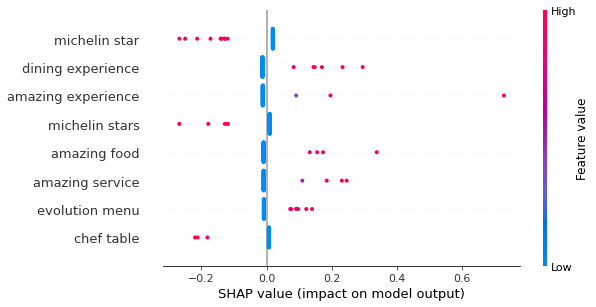 michelin star
dining experience
amazing experience
michelin stars
amazing food
amazing service
evolution menu
chef table
−0.2 0.0 0.2 0.4 0.6
SHAP value (impact on model output)
High
Feature value
Low